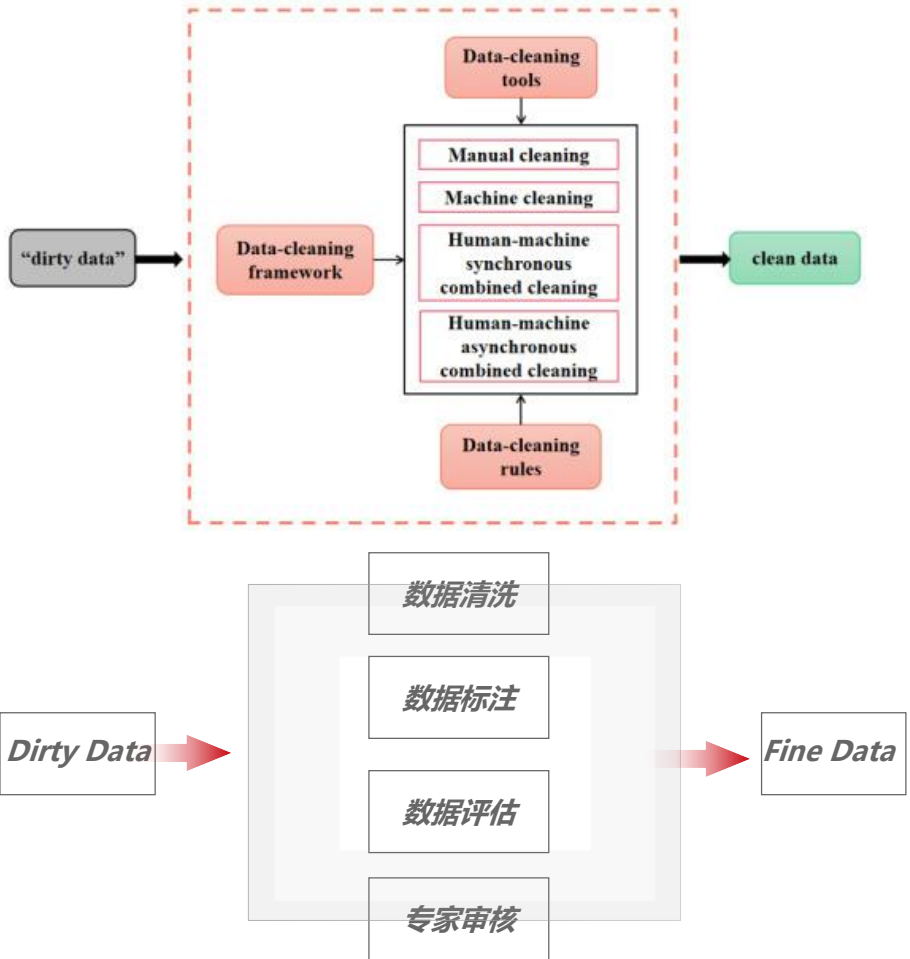 Data-cleaning
tools
Manual cleaning
Machine cleaning
Human-machine
synchronous
combined cleaning
Human-machine
asynchronous
combined cleaning
“dirty data”
Data-cleaning
framework
clean data
Data-cleaning
rules
数据清洗
数据标注
Dirty Data
Fine Data
数据评估
专家审核